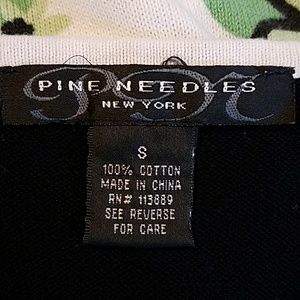 PINE NEEDLES
NEW YORK
S
100% COTTON
MADE IN CHINA
RN# 113889
SEE REVERSE
FOR CARE